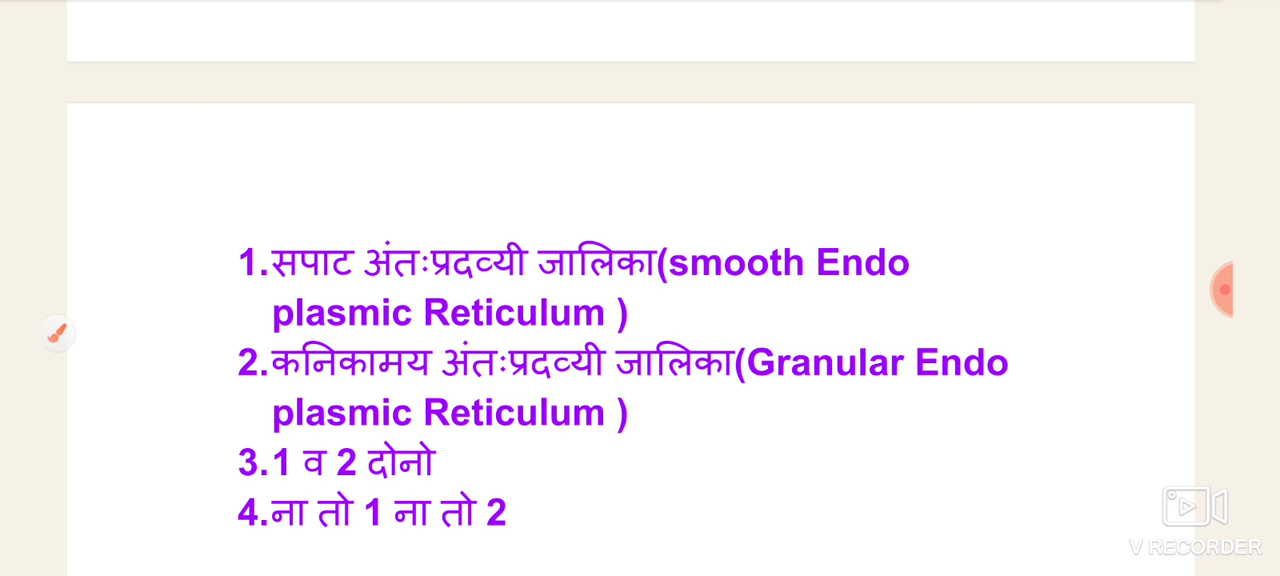 1.सपाट अंतःप्रदव्यी जालिका(smooth Endo
plasmic Reticulum )
2.कनिकामय अंतःप्रदव्यी जालिका(Granular Endo
plasmic Reticulum )
3.1 व 2 दोनो
4.ना तो 1 ना तो 2
V RECORDER